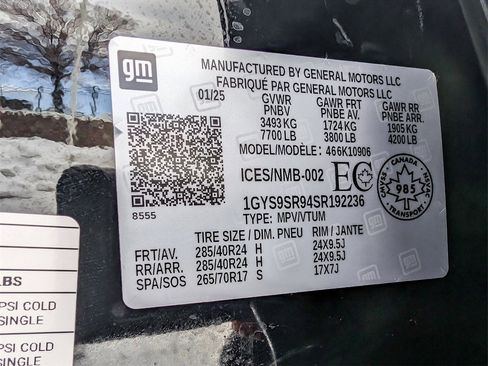 gm
MANUFACTURED BY GENERAL MOTORS LLC
FABRIQUÉ PAR GENERAL MOTORS LLC
01/25 GVWR GAWR FRT GAWR RR
PNBV PNBE AV. PNBE ARR
3493 KG 1724 KG 1905 KG
7700 LB 3800 LB 4200 LB
MODEL/MODÈLE: 466K10906
ICES/NMB-002 EC
CANADA
NSVAC
985
TRANSPORT
8555
1GYS9SR94SR192236
TYPE: MPV/VTUM
TIRE SIZE / DIM. PNEU RIM / JANTE
FRT/AV. 285/40R24 H 24X9.5J
RR/ARR. 285/40R24 H 24X9.5J
SPA/SOS 265/70R17 S 17X7J
LBS
PSI COLD
SINGLE
PSI COLD
SINGLE